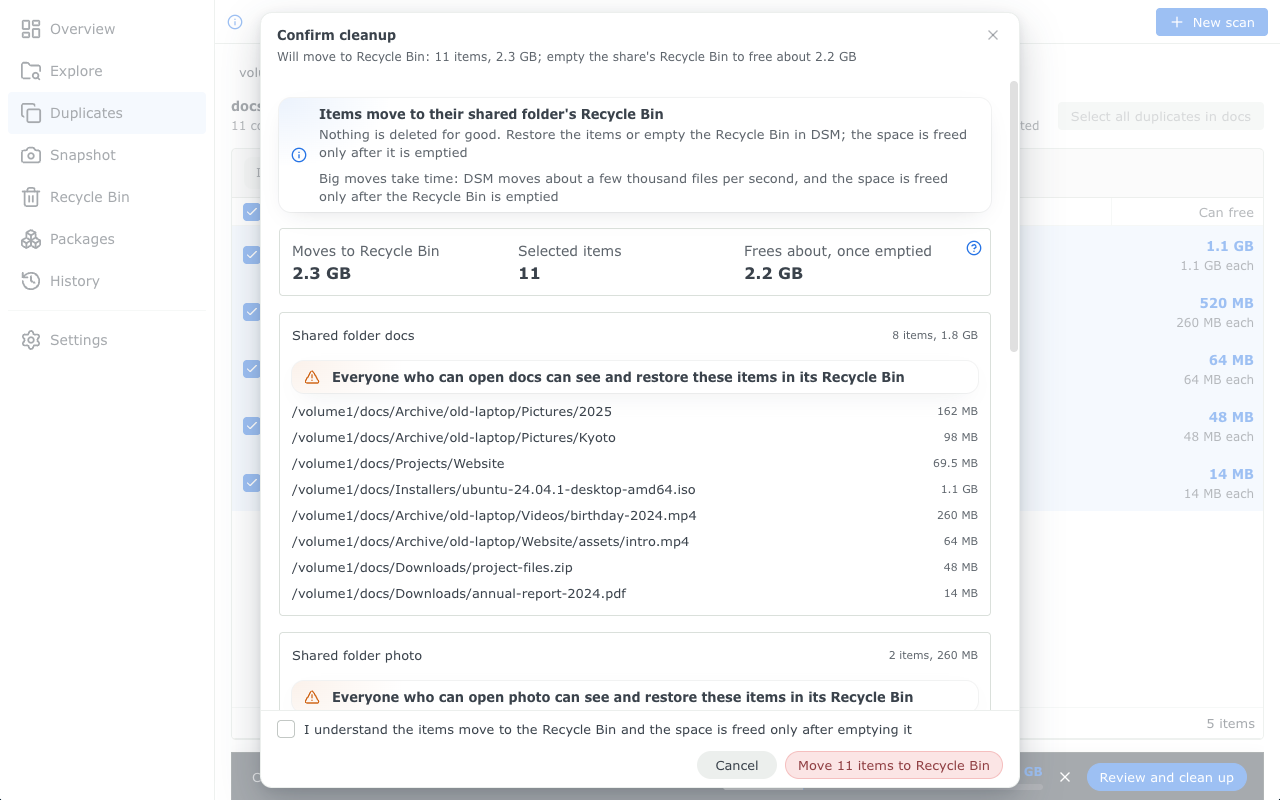 Overview
Explore
Duplicates
Snapshot
Recycle Bin
Packages
History
Settings
New scan
docs
Select all duplicates in docs
Can free
1.1 GB
1.1 GB each
520 MB
260 MB each
64 MB
64 MB each
48 MB
48 MB each
14 MB
14 MB each
5 items
GB
Review and clean up
Confirm cleanup
Will move to Recycle Bin: 11 items, 2.3 GB; empty the share's Recycle Bin to free about 2.2 GB
Items move to their shared folder's Recycle Bin
Nothing is deleted for good. Restore the items or empty the Recycle Bin in DSM; the space is freed
only after it is emptied
Big moves take time: DSM moves about a few thousand files per second, and the space is freed
only after the Recycle Bin is emptied
Moves to Recycle Bin
2.3 GB
Selected items
11
Frees about, once emptied
2.2 GB
Shared folder docs
8 items, 1.8 GB
Everyone who can open docs can see and restore these items in its Recycle Bin
/volume1/docs/Archive/old-laptop/Pictures/2025
162 MB
/volume1/docs/Archive/old-laptop/Pictures/Kyoto
98 MB
/volume1/docs/Projects/Website
69.5 MB
/volume1/docs/Installers/ubuntu-24.04.1-desktop-amd64.iso
1.1 GB
/volume1/docs/Archive/old-laptop/Videos/birthday-2024.mp4
260 MB
/volume1/docs/Archive/old-laptop/Website/assets/intro.mp4
64 MB
/volume1/docs/Downloads/project-files.zip
48 MB
/volume1/docs/Downloads/annual-report-2024.pdf
14 MB
Shared folder photo
2 items, 260 MB
Everyone who can open photo can see and restore these items in its Recycle Bin
I understand the items move to the Recycle Bin and the space is freed only after emptying it
Cancel
Move 11 items to Recycle Bin